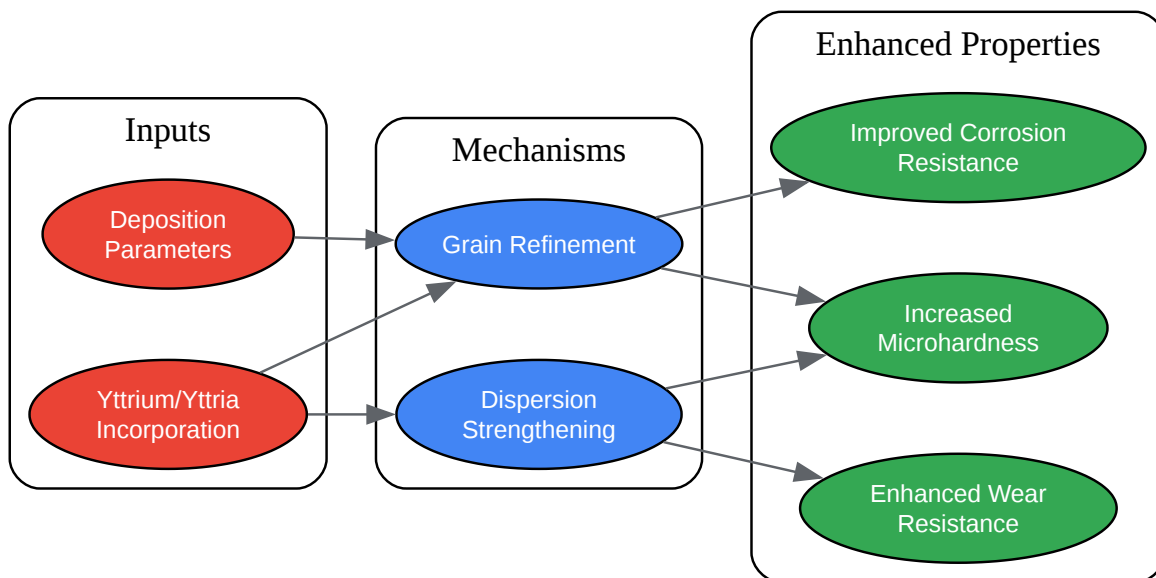 Inputs
Deposition
Parameters
Yttrium/Yttria
Incorporation
Mechanisms
Grain Refinement
Dispersion
Strengthening
Enhanced Properties
Improved Corrosion
Resistance
Increased
Microhardness
Enhanced Wear
Resistance